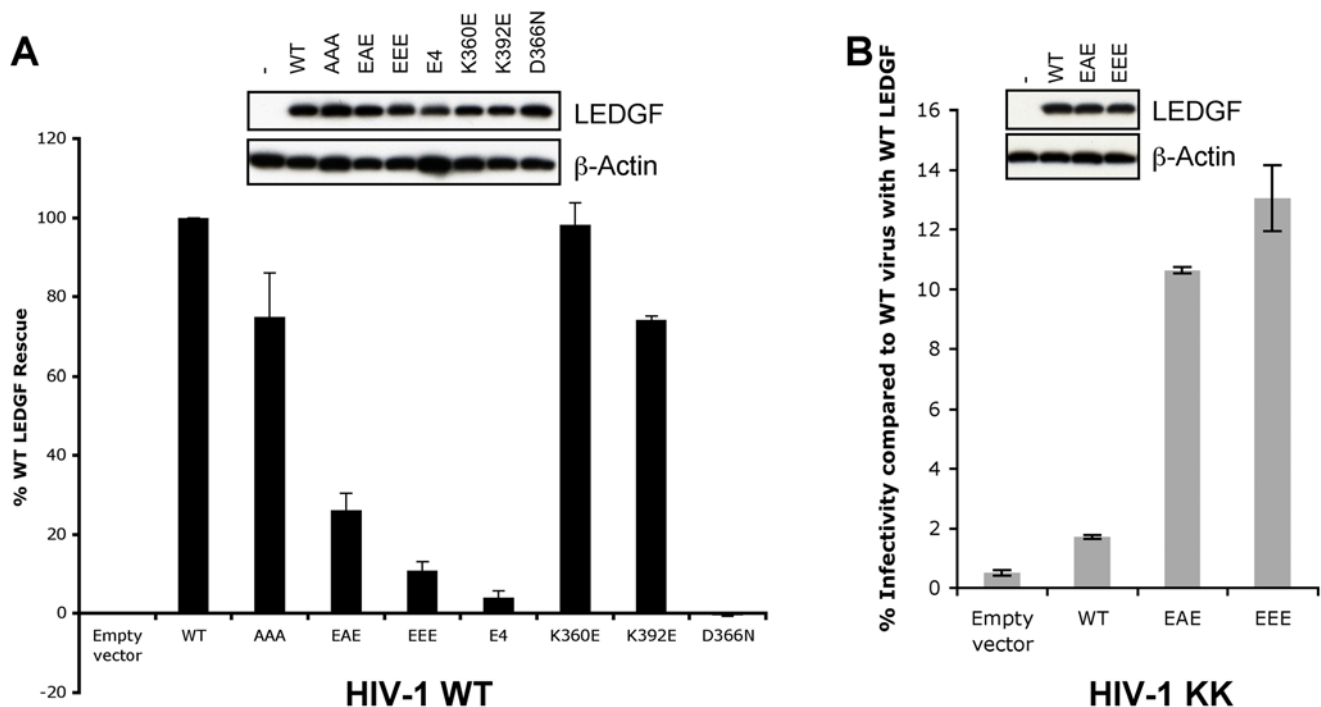 A
-
WT
AAA
EAE
EEE
E4
K360E
K392E
D366N
LEDGF
β-Actin
% WT LEDGF Rescue
120
100
80
60
40
20
0
-20
Empty vector
WT
AAA
EAE
EEE
E4
K360E
K392E
D366N
HIV-1 WT
B
-
WT
EAE
EEE
LEDGF
β-Actin
% Infectivity compared to WT virus with WT LEDGF
16
14
12
10
8
6
4
2
0
Empty
vector
WT
EAE
EEE
HIV-1 KK